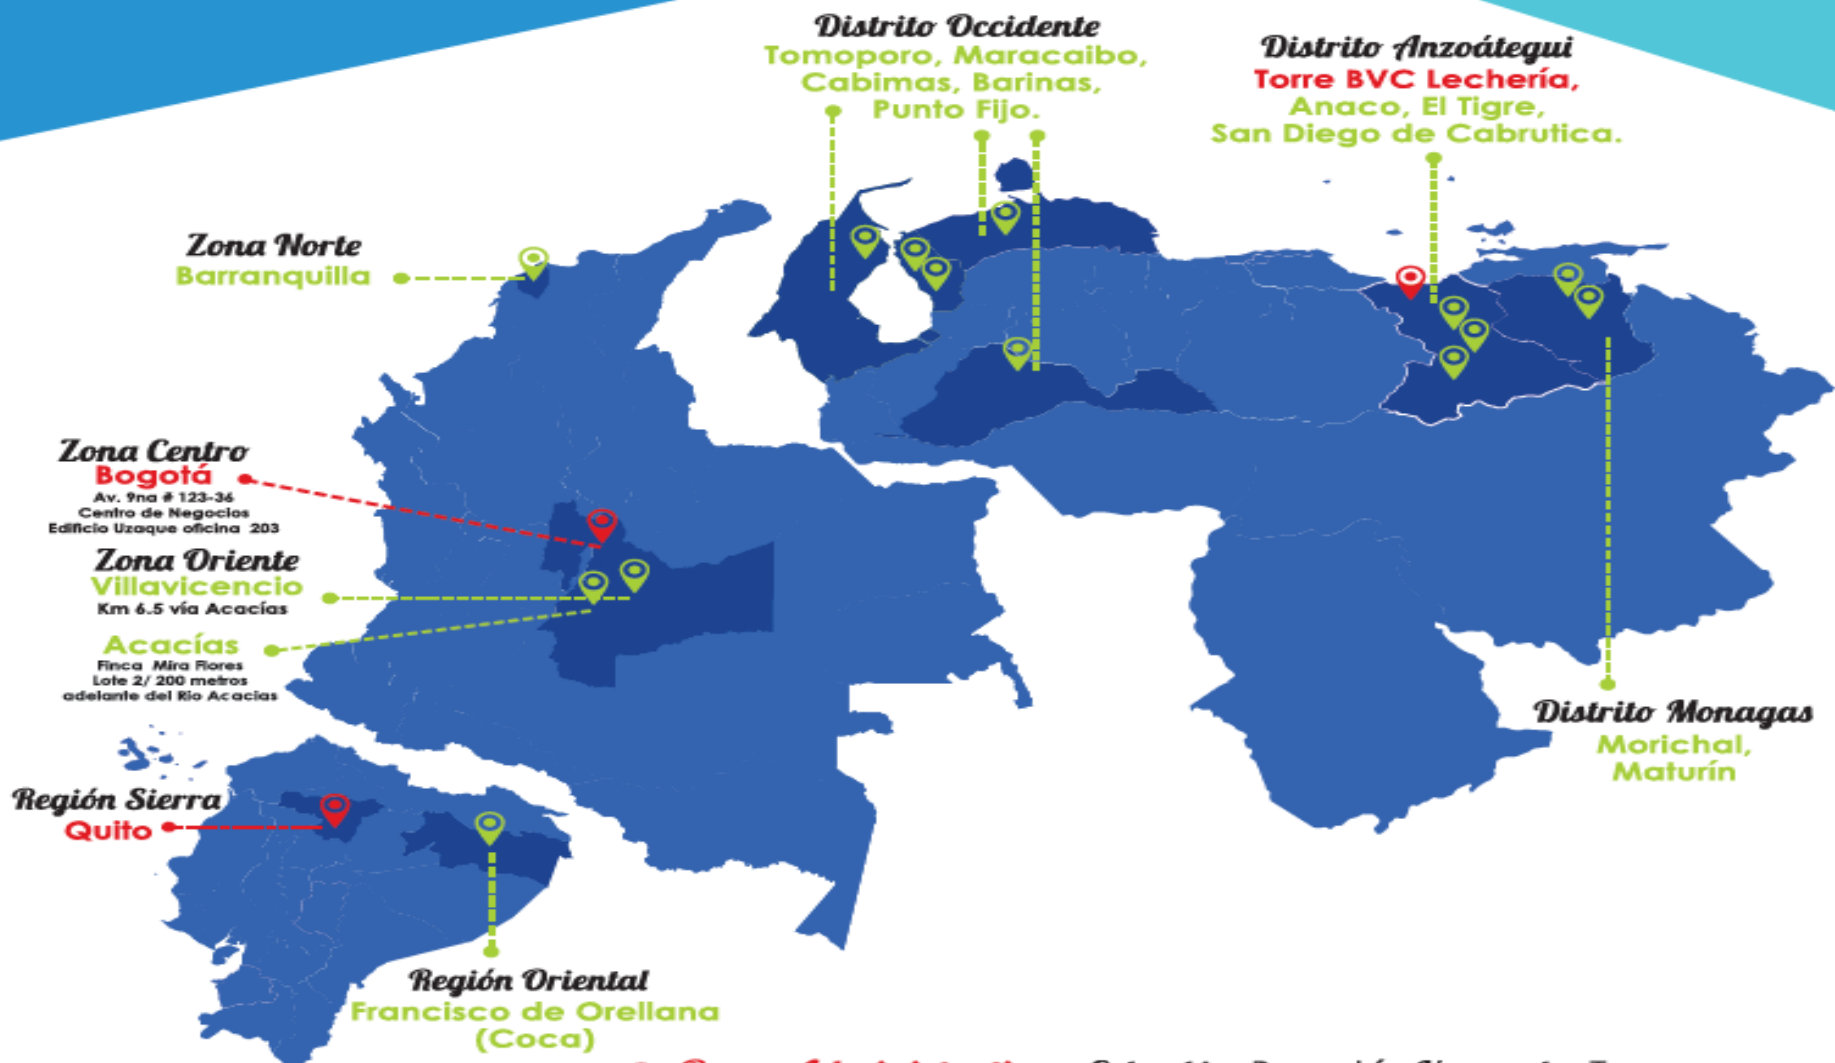 Distrito Occidente
Tomoporo, Maracaibo,
Cabimas, Barinas,
Punto Fijo.
Distrito Anzoátegui
Torre BVC Lechería,
Anaco, El Tigre,
San Diego de Cabrutica.
Zona Norte
Barranquilla
Zona Centro
Bogotá
Av. 9na # 123-36
Centro de Negocios
Edificio Uzaque oficina 203
Zona Oriente
Villavicencio
Km 6.5 vía Acacías
Acacías
Finca Mira Flores
Lote 2/ 200 metros
adelante del Rio Acacias
Distrito Monagas
Morichal,
Maturín
Región Sierra
Quito
Región Oriental
Francisco de Orellana
(Coca)